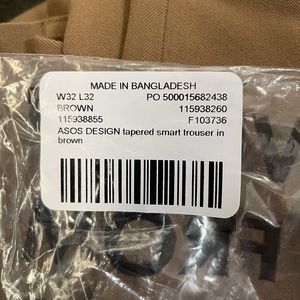 MADE IN BANGLADESH
W32 L32 PO 500015682438
BROWN 115938260
115938855 F103736
ASOS DESIGN tapered smart trouser in
brown